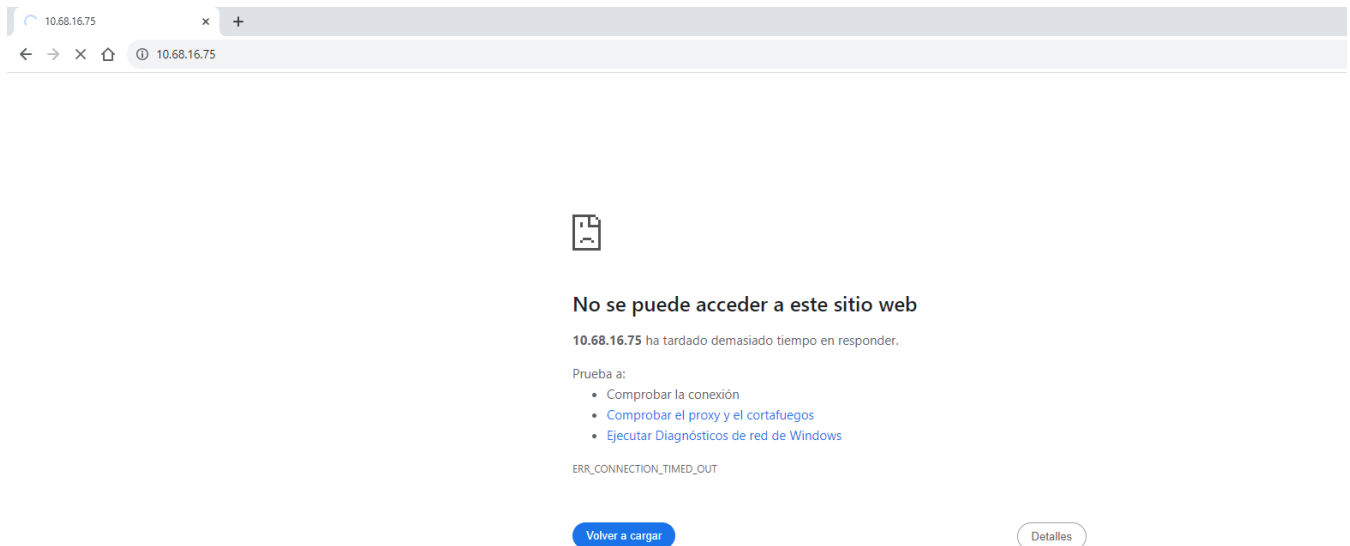 10.68.16.75
10.68.16.75
No se puede acceder a este sitio web
10.68.16.75 ha tardado demasiado tiempo en responder.
Prueba a:
Comprobar la conexión
Comprobar el proxy y el cortafuegos
Ejecutar Diagnósticos de red de Windows
ERR_CONNECTION_TIMED_OUT
Volver a cargar
Detalles